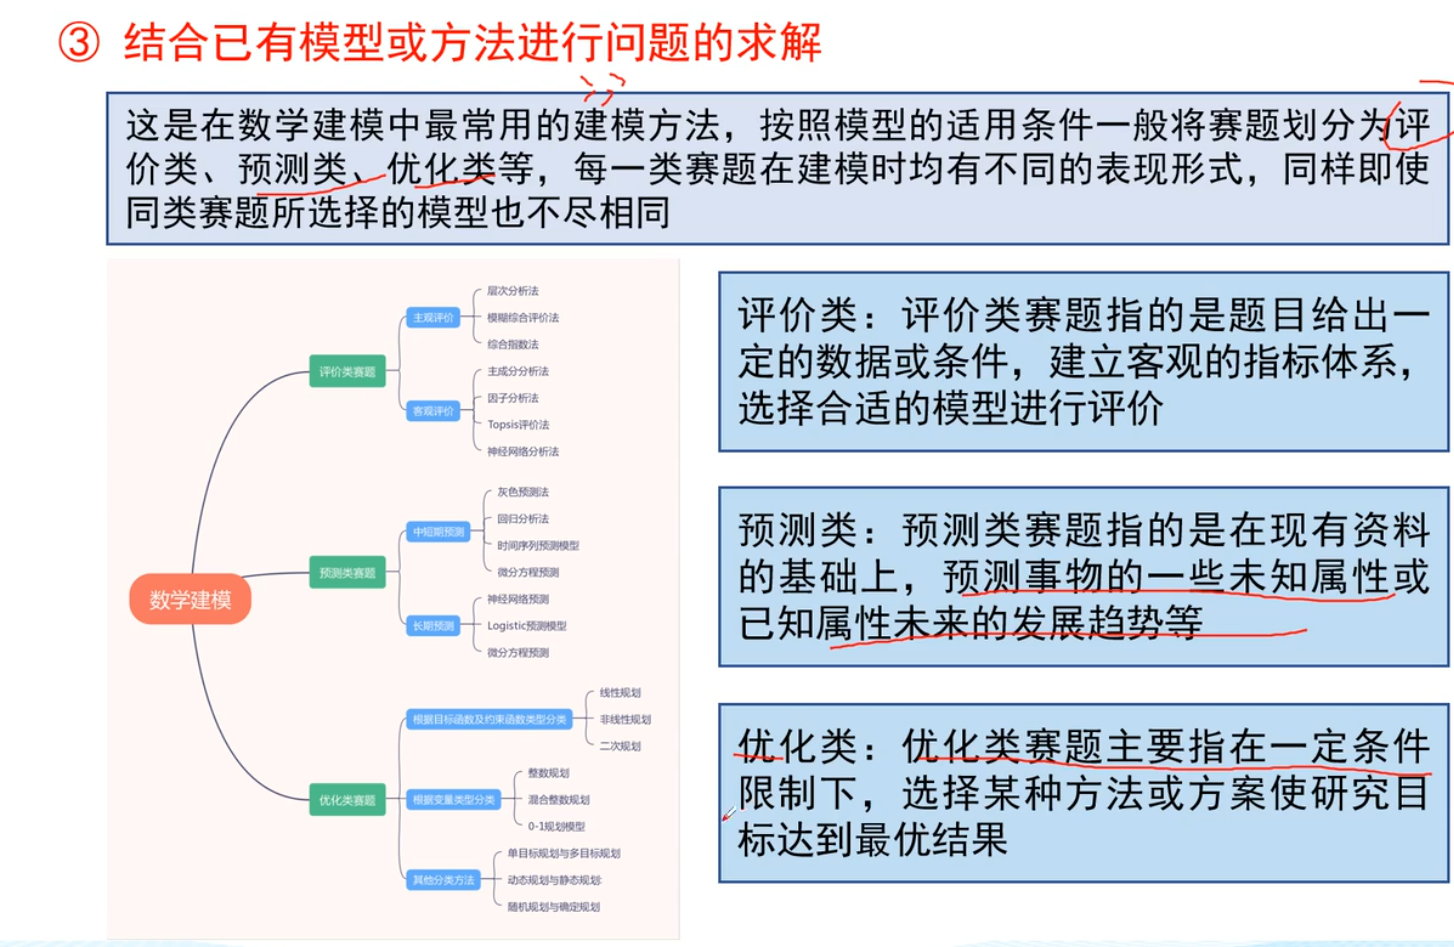 ③ 结合已有模型或方法进行问题的求解
这是在数学建模中最常用的建模方法，按照模型的适用条件一般将赛题划分为评
价类、预测类、优化类等，每一类赛题在建模时均有不同的表现形式，同样即使
同类赛题所选择的模型也不尽相同
数学建模
评价类赛题
主观评价
层次分析法
模糊综合评价法
综合指数法
客观评价
主成分分析法
因子分析法
Topsis评价法
神经网络分析法
预测类赛题
中短期预测
灰色预测法
回归分析法
时间序列预测模型
微分方程预测
长期预测
神经网络预测
Logistic预测模型
微分方程预测
优化类赛题
根据目标函数及约束函数类型分类
线性规划
非线性规划
二次规划
根据变量类型分类
整数规划
混合整数规划
0-1规划模型
其他分类方法
单目标规划与多目标规划
动态规划与静态规划
随机规划与确定规划
评价类：评价类赛题指的是题目给出一
定的数据或条件，建立客观的指标体系，
选择合适的模型进行评价
预测类：预测类赛题指的是在现有资料
的基础上，预测事物的一些未知属性或
已知属性未来的发展趋势等
优化类：优化类赛题主要指在一定条件
限制下，选择某种方法或方案使研究目
标达到最优结果